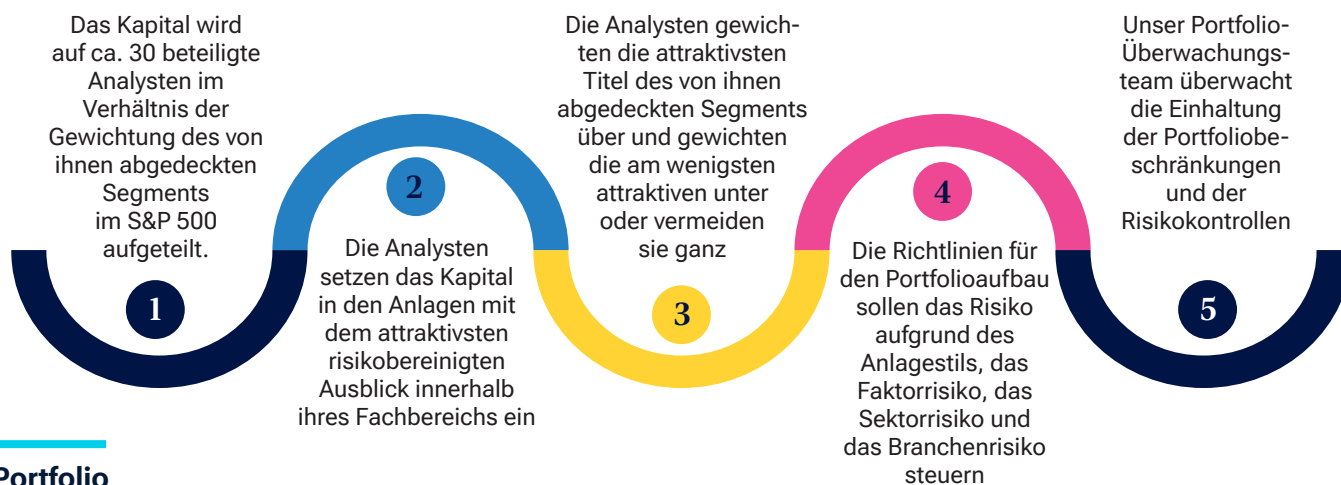 Das Kapital wird
auf ca. 30 beteiligte
Analysten im
Verhältnis der
Gewichtung des von
ihnen abgedeckten
Segments
im S&P 500
aufgeteilt.
1
2
Die Analysten
setzen das Kapital
in den Anlagen mit
dem attraktivsten
risikobereinigten
Ausblick innerhalb
ihres Fachbereichs ein
Die Analysten gewich-
ten die attraktivsten
Titel des von ihnen
abgedeckten Segments
über und gewichten
die am wenigsten
attraktiven unter
oder vermeiden
sie ganz
3
4
Die Richtlinien für
den Portfolioaufbau
sollen das Risiko
aufgrund des
Anlagestils, das
Faktorrisiko, das
Sektorrisiko und
das Branchenrisiko
steuern
Unser Portfolio-
Überwachungs-
team überwacht
die Einhaltung
der Portfoliobe-
schränkungen
und der
Risikokontrollen
5
Portfolio